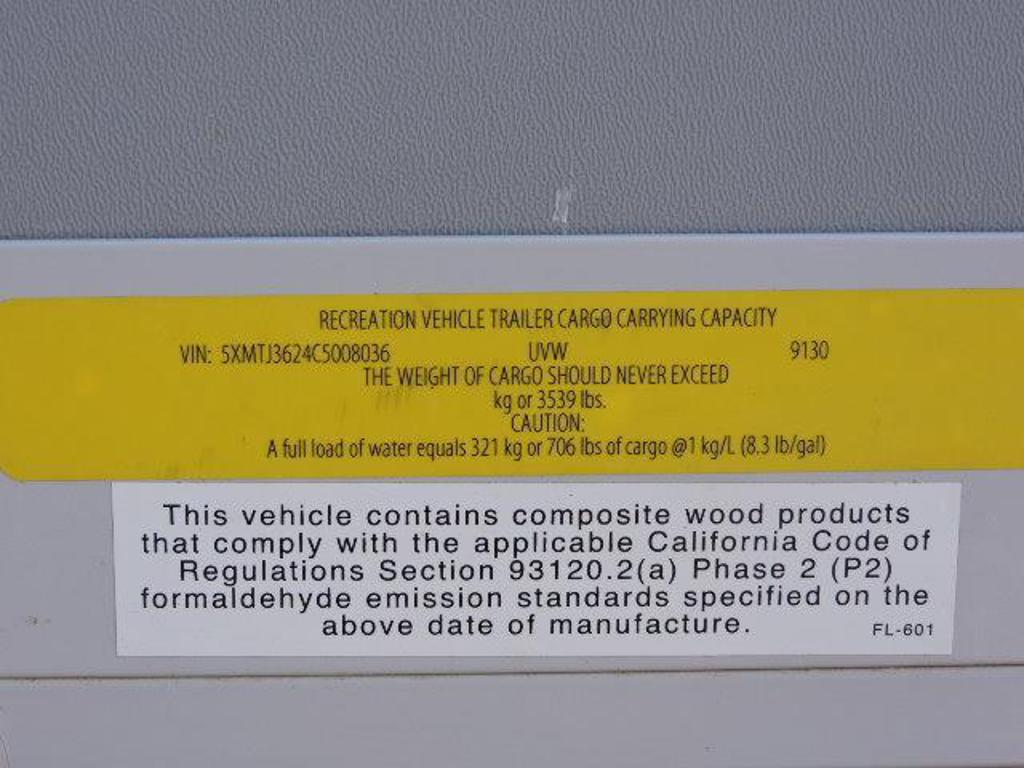 RECREATION VEHICLE TRAILER CARGO CARRYING CAPACITY
VIN: 5XMTJ3624C5008036 UVW 9130
THE WEIGHT OF CARGO SHOULD NEVER EXCEED
kg or 3539 lbs.
CAUTION:
A full load of water equals 321 kg or 706 lbs of cargo @1 kg/L (8.3 lb/gal)
This vehicle contains composite wood products
that comply with the applicable California Code of
Regulations Section 93120.2(a) Phase 2 (P2)
formaldehyde emission standards specified on the
above date of manufacture. FL-601